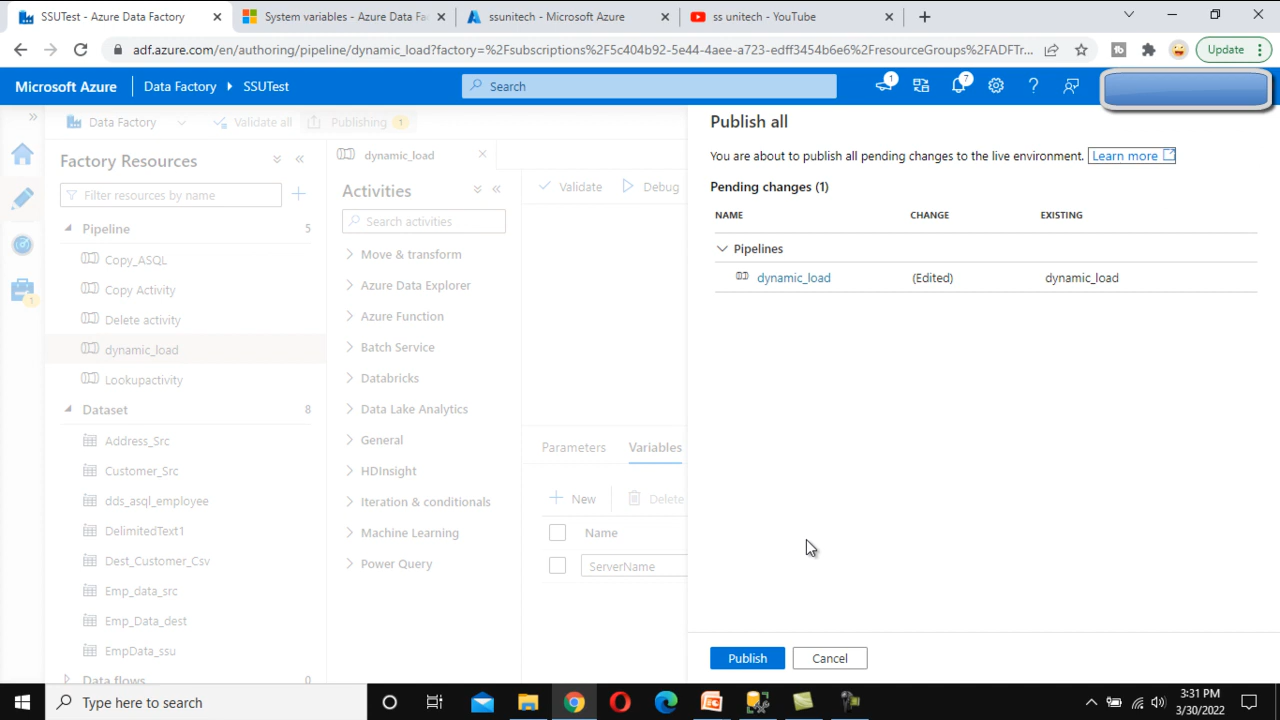 SSUTest - Azure Data Factory
System variables - Azure Data Fa
ssunitech - Microsoft Azure
ss unitech - YouTube
adf.azure.com/en/authoring/pipeline/dynamic_load?factory=%2Fsubscriptions%2F5c404b92-5e44-4aee-a723-edff3454b6e6%2FresourceGroups%2FADFTr...
Update
Microsoft Azure
Data Factory
SSUTest
Search
1
7
Data Factory
Validate all
Publishing
1
Factory Resources
Filter resources by name
Pipeline 5
Copy_ASQL
Copy Activity
Delete activity
dynamic_load
Lookupactivity
Dataset 8
Address_Src
Customer_Src
dds_asql_employee
DelimitedText1
Dest_Customer_Csv
Emp_data_src
Emp_Data_dest
EmpData_ssu
Data flows 0
1
dynamic_load
Activities
Search activities
Move & transform
Azure Data Explorer
Azure Function
Batch Service
Databricks
Data Lake Analytics
General
HDInsight
Iteration & conditionals
Machine Learning
Power Query
Validate
Debug
Parameters
Variables
New
Delete
Name
ServerName
Publish all
You are about to publish all pending changes to the live environment. Learn more
Pending changes (1)
NAME CHANGE EXISTING
Pipelines
dynamic_load (Edited) dynamic_load
Publish
Cancel
Type here to search
3:31 PM
3/30/2022